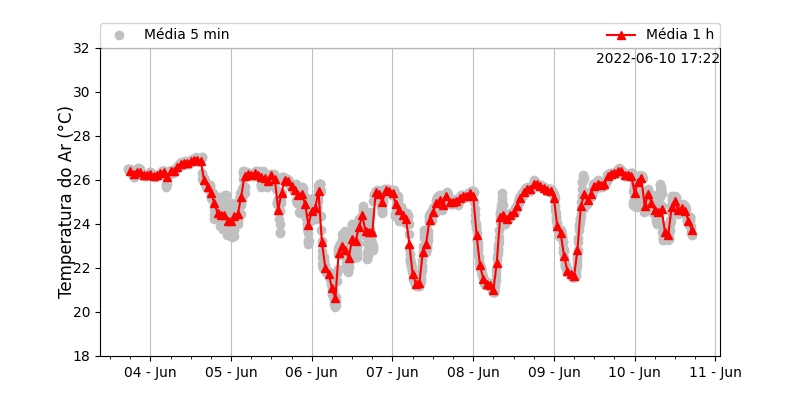 Média 5 min
Média 1 h
2022-06-10 17:22
Temperatura do Ar (°C)
32
30
28
26
24
22
20
18
04 - Jun
05 - Jun
06 - Jun
07 - Jun
08 - Jun
09 - Jun
10 - Jun
11 - Jun